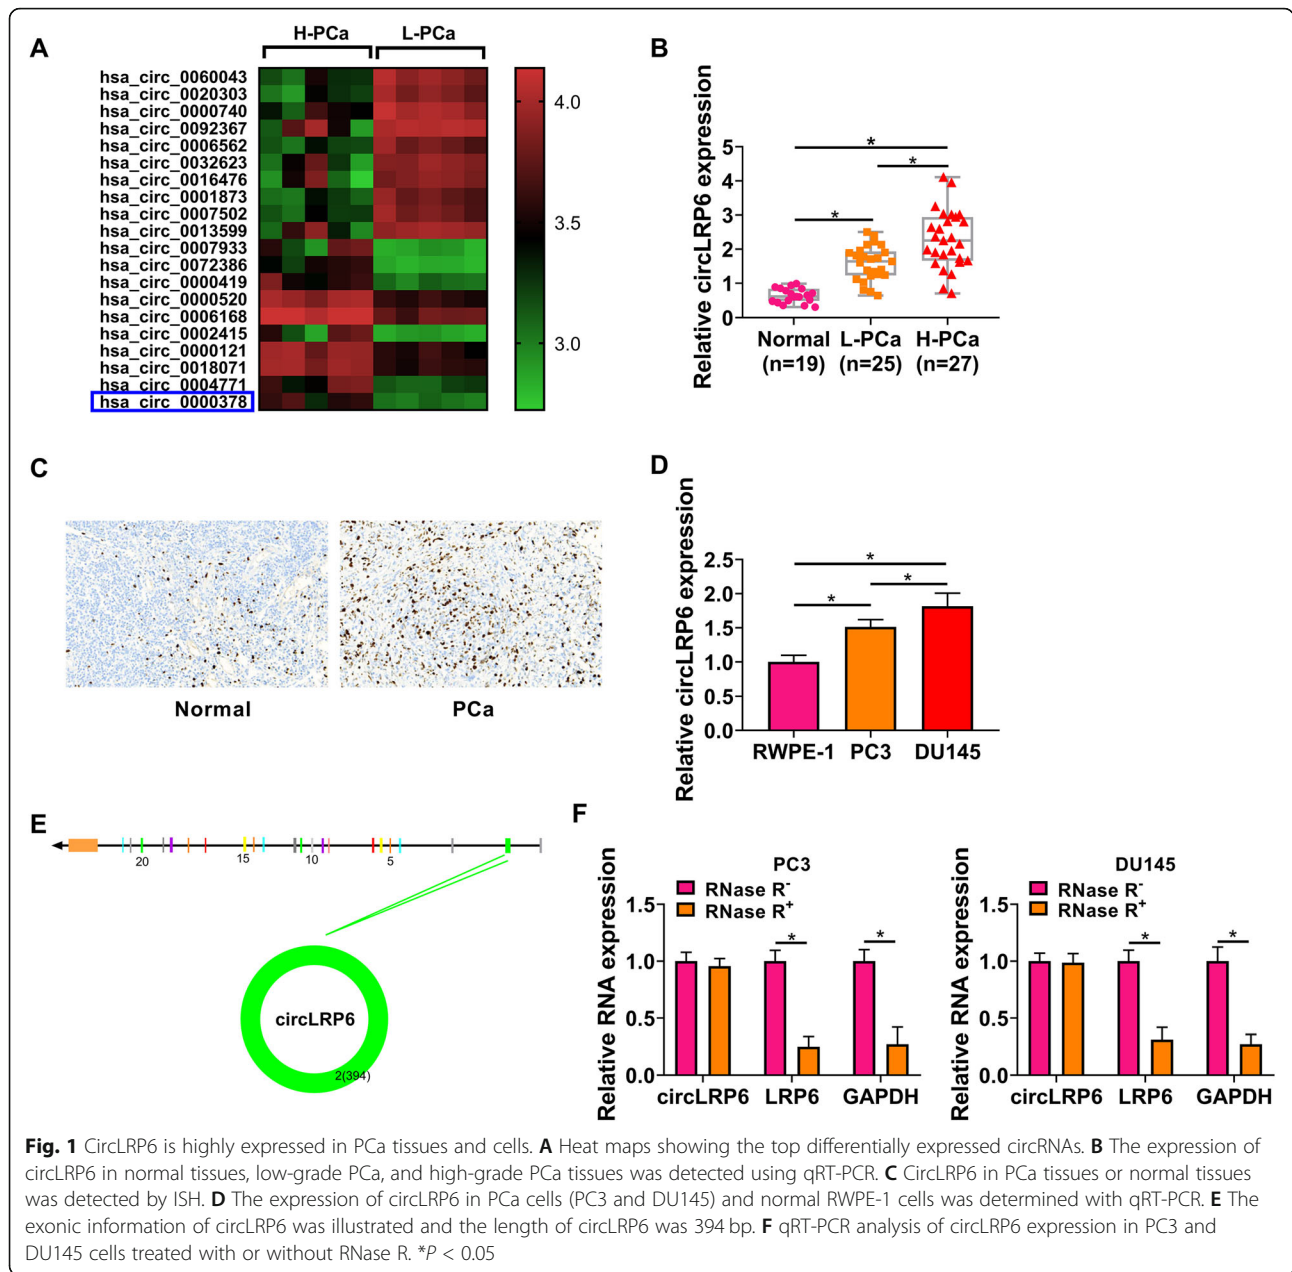 A
H-PCa L-PCa
hsa_circ_0060043
hsa_circ_0020303
hsa_circ_0000740
hsa_circ_0092367
hsa_circ_0006562
hsa_circ_0032623
hsa_circ_0016476
hsa_circ_0001873
hsa_circ_0007502
hsa_circ_0013599
hsa_circ_0007933
hsa_circ_0072386
hsa_circ_0000419
hsa_circ_0000520
hsa_circ_0006168
hsa_circ_0002415
hsa_circ_0000121
hsa_circ_0018071
hsa_circ_0004771
hsa_circ_0000378
4.0
3.5
3.0
B
Relative circLRP6 expression
5
4
3
2
1
0
* * *
Normal L-PCa H-PCa
(n=19) (n=25) (n=27)
C
Normal PCa
D
Relative circLRP6 expression
2.5
2.0
1.5
1.0
0.5
0.0
* * *
RWPE-1 PC3 DU145
E
20 15 10 5
circLRP6
2(394)
F
PC3
RNase R-
RNase R+
Relative RNA expression
1.5
1.0
0.5
0.0
* *
circLRP6 LRP6 GAPDH
DU145
RNase R-
RNase R+
Relative RNA expression
1.5
1.0
0.5
0.0
* *
circLRP6 LRP6 GAPDH
Fig. 1 CircLRP6 is highly expressed in PCa tissues and cells. A Heat maps showing the top differentially expressed circRNAs. B The expression of
circLRP6 in normal tissues, low-grade PCa, and high-grade PCa tissues was detected using qRT-PCR. C CircLRP6 in PCa tissues or normal tissues
was detected by ISH. D The expression of circLRP6 in PCa cells (PC3 and DU145) and normal RWPE-1 cells was determined with qRT-PCR. E The
exonic information of circLRP6 was illustrated and the length of circLRP6 was 394 bp. F qRT-PCR analysis of circLRP6 expression in PC3 and
DU145 cells treated with or without RNase R. *P < 0.05